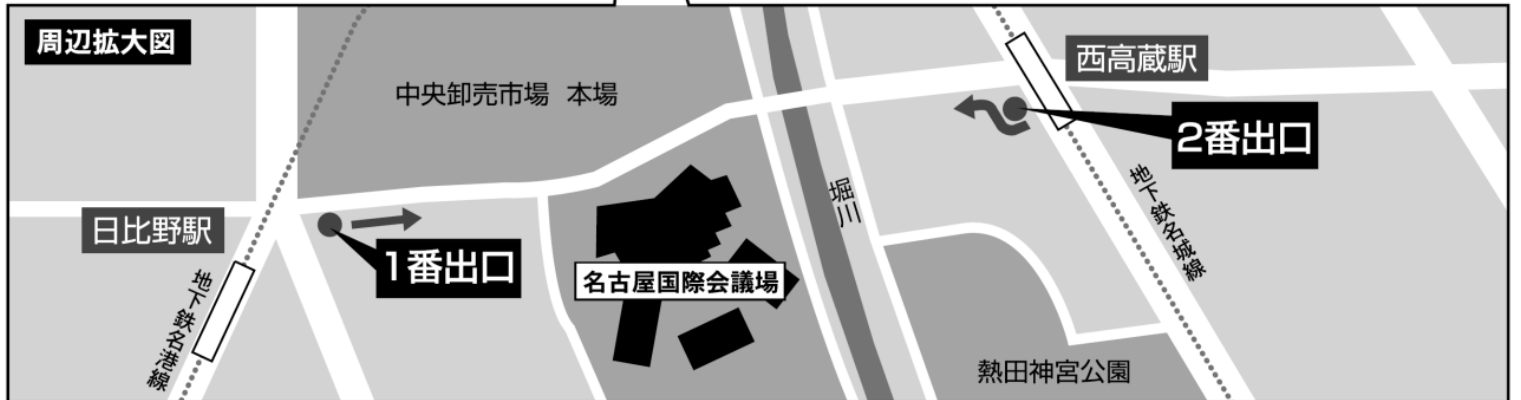 周辺拡大図
中央卸売市場 本場
西高蔵駅
2番出口
日比野駅
1番出口
堀川
地下鉄名城線
名古屋国際会議場
地下鉄名港線
熱田神宮公園